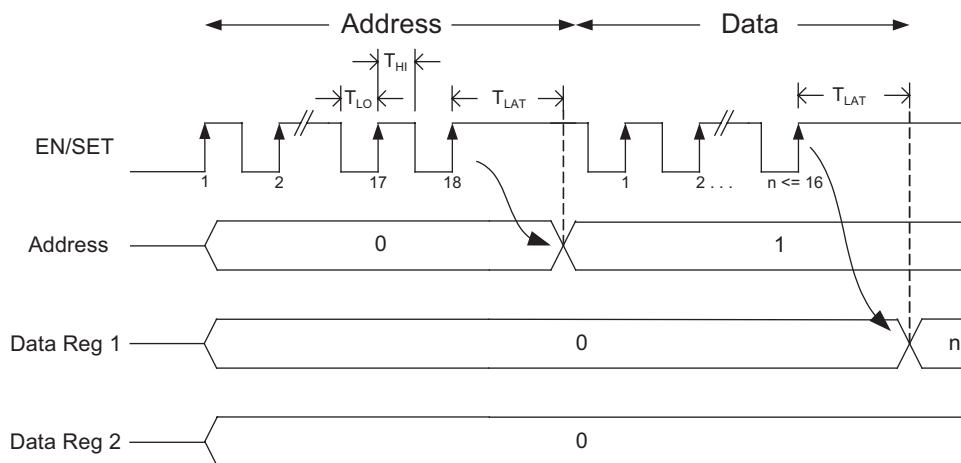 Address Data
T_HI
T_LO T_LAT T_LAT
EN/SET
1 2 17 18 1 2 . . . n <= 16
Address 0 1
Data Reg 1 0 n
Data Reg 2 0